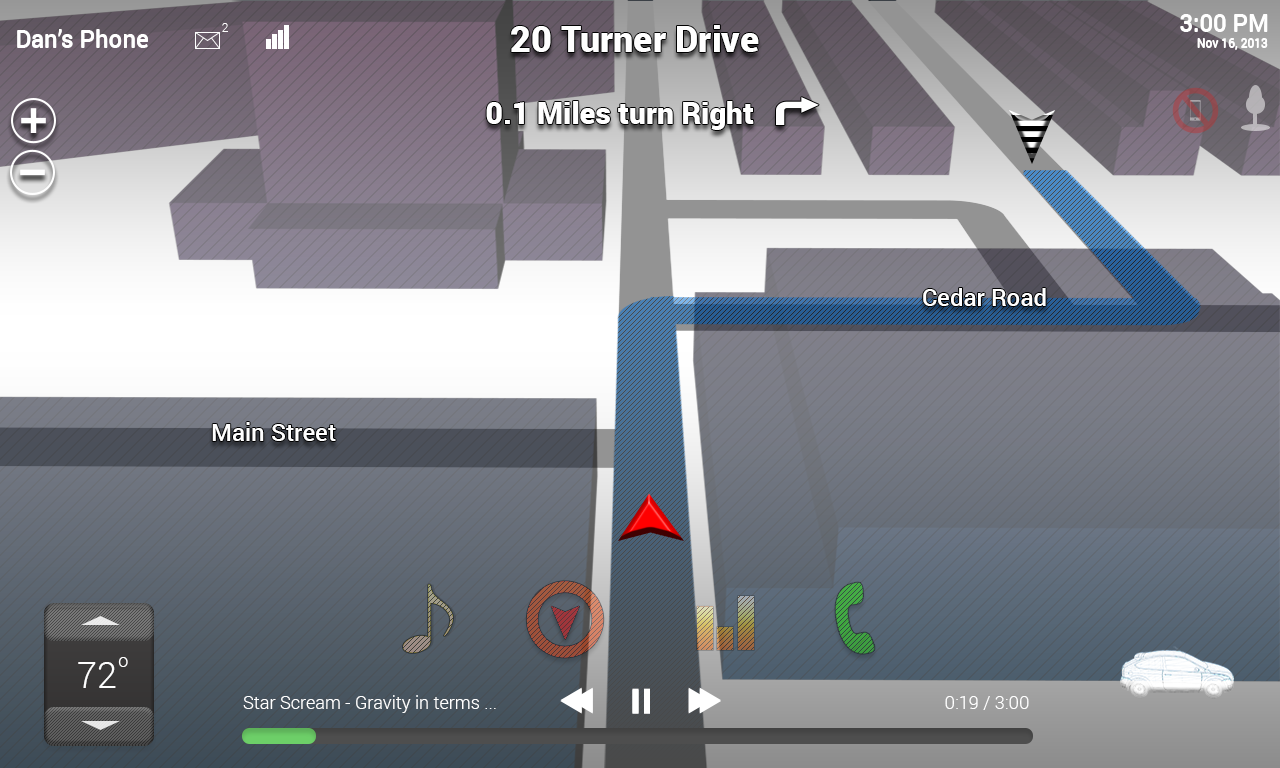 Dan's Phone
2
20 Turner Drive
3:00 PM
Nov 16, 2013
0.1 Miles turn Right
Cedar Road
Main Street
72°
Star Scream - Gravity in terms ...
0:19 / 3:00